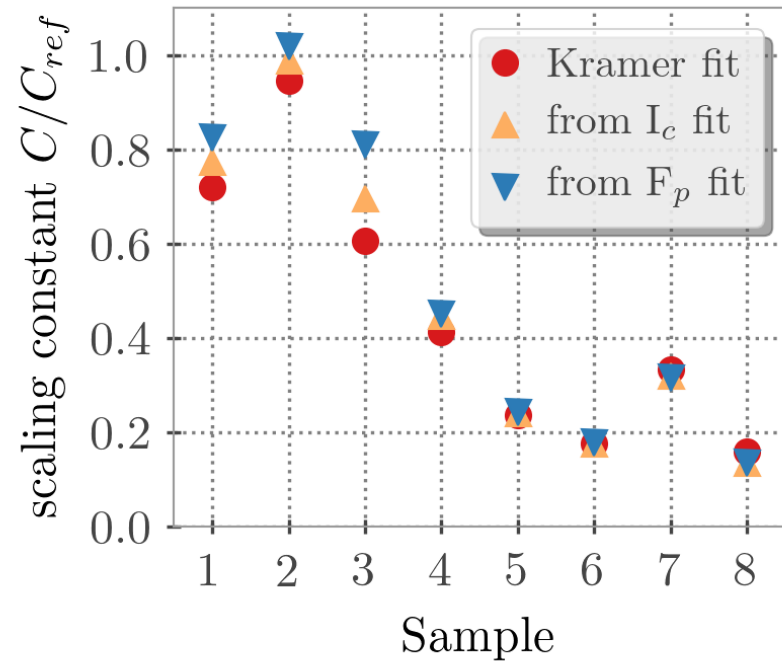 scaling constant C/C_ref
1.0
0.8
0.6
0.4
0.2
0.0
Kramer fit
from I_c fit
from F_p fit
1 2 3 4 5 6 7 8
Sample